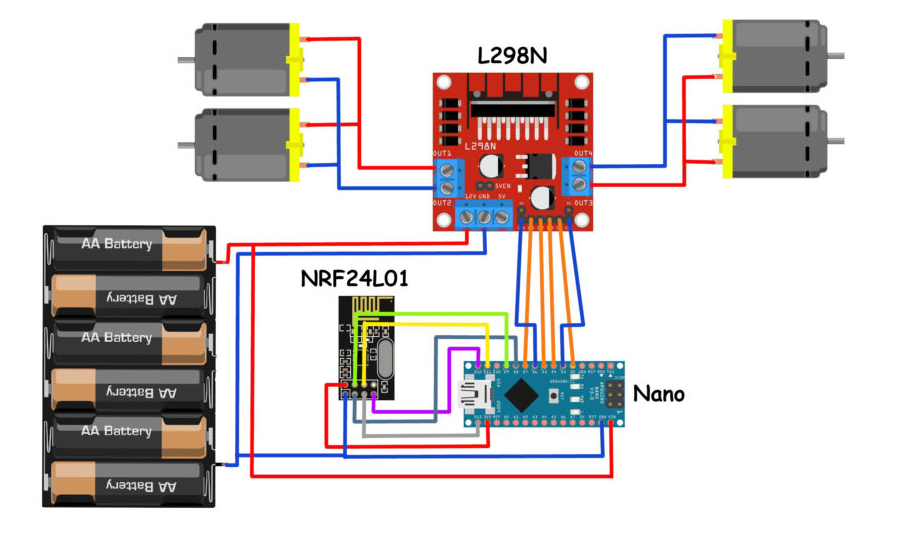 L298N
L298N
OUT1
OUT4
5VEN
OUT2
12V GND 5V
OUT3
AA Battery
AA Battery
AA Battery
AA Battery
AA Battery
AA Battery
NRF24L01
Nano